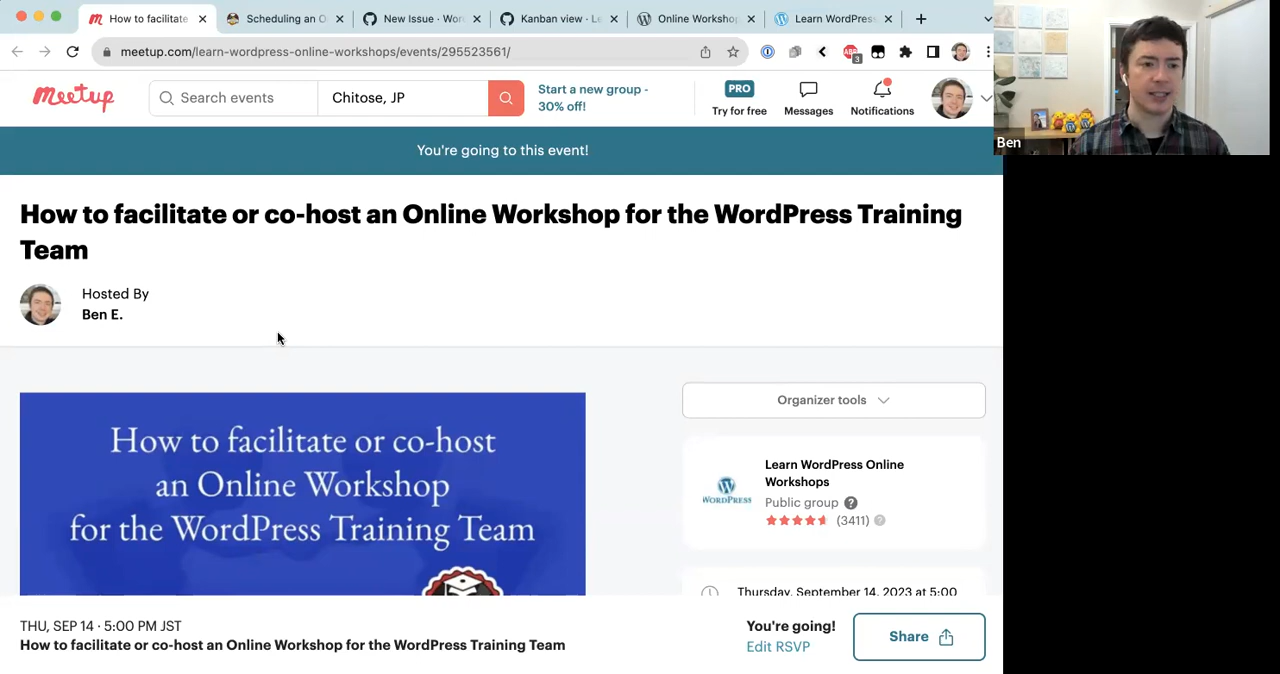 How to facilitate
Scheduling an O
New Issue · Wor
Kanban view · Le
Online Workshop
Learn WordPress
meetup.com/learn-wordpress-online-workshops/events/295523561/
3
meetup
Search events
Chitose, JP
Start a new group -
30% off!
PRO
Try for free
Messages
Notifications
Ben
You're going to this event!
How to facilitate or co-host an Online Workshop for the WordPress Training
Team
Hosted By
Ben E.
Organizer tools
How to facilitate or co-host
an Online Workshop
for the WordPress Training Team
WORDPRESS
Learn WordPress Online
Workshops
Public group
(3411)
Thursday, September 14, 2023 at 5:00
THU, SEP 14 · 5:00 PM JST
How to facilitate or co-host an Online Workshop for the WordPress Training Team
You're going!
Edit RSVP
Share